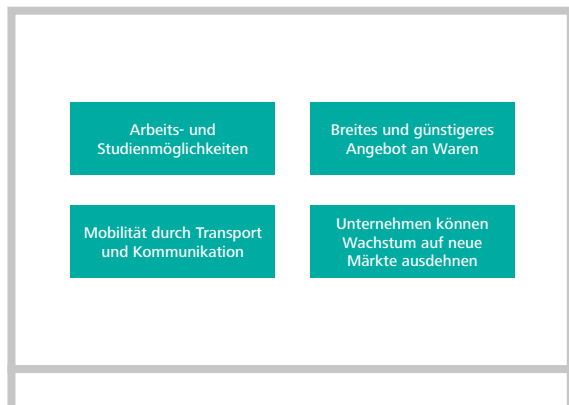 Arbeits- und
Studienmöglichkeiten
Breites und günstigeres
Angebot an Waren
Mobilität durch Transport
und Kommunikation
Unternehmen können
Wachstum auf neue
Märkte ausdehnen